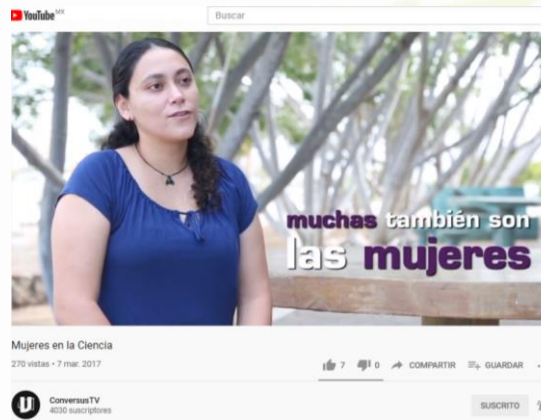 YouTube MX
Buscar
muchas también son
las mujeres
Mujeres en la Ciencia
270 vistas • 7 mar. 2017
7
0
COMPARTIR
GUARDAR
ConversusTV
4030 suscriptores
SUSCRITO